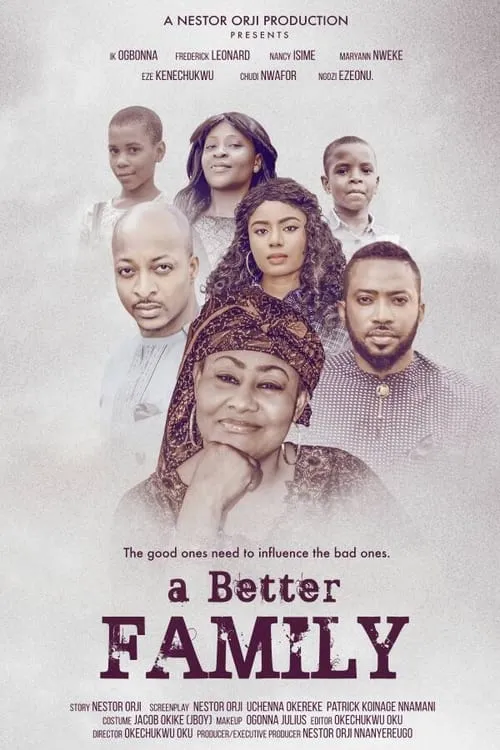 A NESTOR ORJI PRODUCTION
PRESENTS
IK OGBONNA FREDERICK LEONARD NANCY ISIME MARYANN NWEKE
EZE KENECHUKWU CHUDI NWAFOR NGOZI EZEONU.
The good ones need to influence the bad ones.
a Better
FAMILY
STORY NESTOR ORJI SCREENPLAY NESTOR ORJI UCHENNA OKEREKE PATRICK KOINAGE NNAMANI
COSTUME JACOB OKIKE (JBOY) MAKEUP OGONNA JULIUS EDITOR OKECHUKWU OKU
DIRECTOR OKECHUKWU OKU PRODUCER/EXECUTIVE PRODUCER NESTOR ORJI NNANYEREUGO